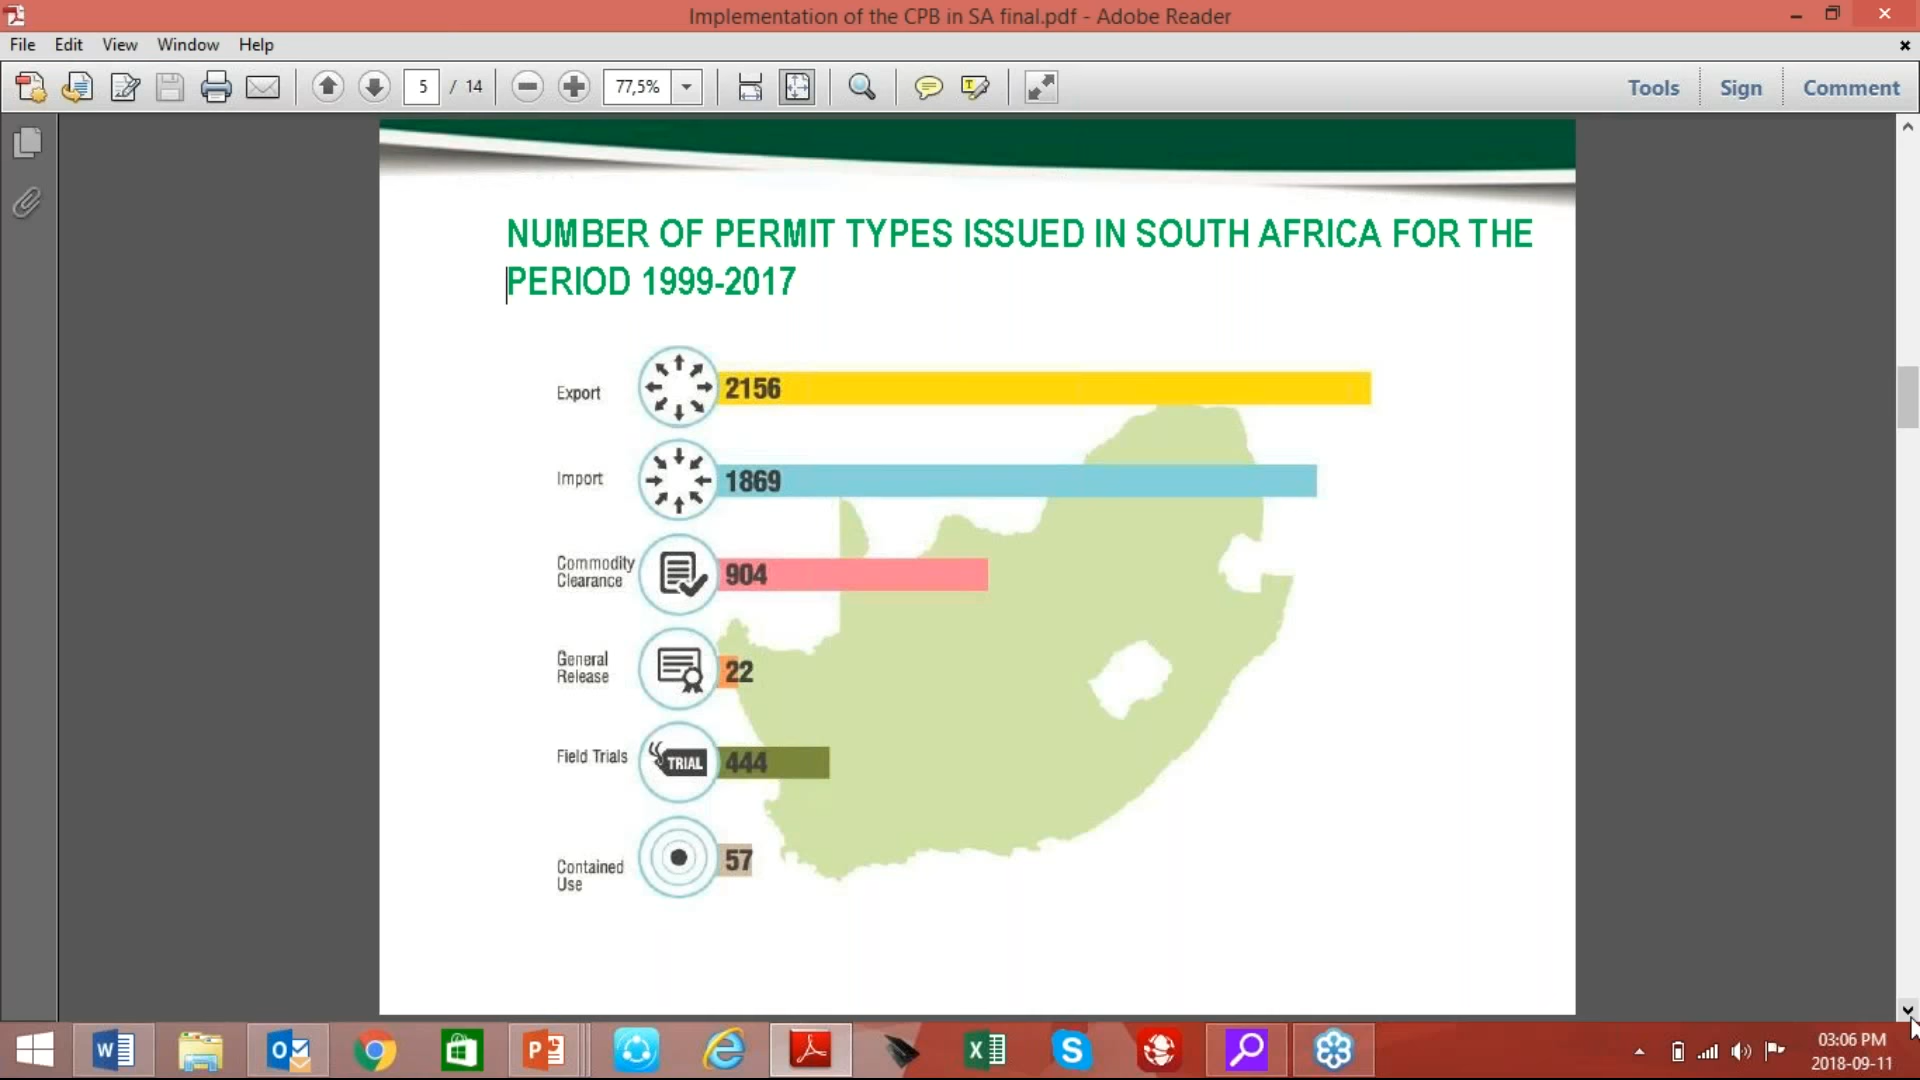 Implementation of the CPB in SA final.pdf - Adobe Reader
File Edit View Window Help
5 / 14 77,5% Tools Sign Comment
NUMBER OF PERMIT TYPES ISSUED IN SOUTH AFRICA FOR THE
PERIOD 1999-2017
Export 2156
Import 1869
Commodity
Clearance
904
General
Release
22
Field Trials TRIAL 444
Contained
Use
57
03:06 PM
2018-09-11